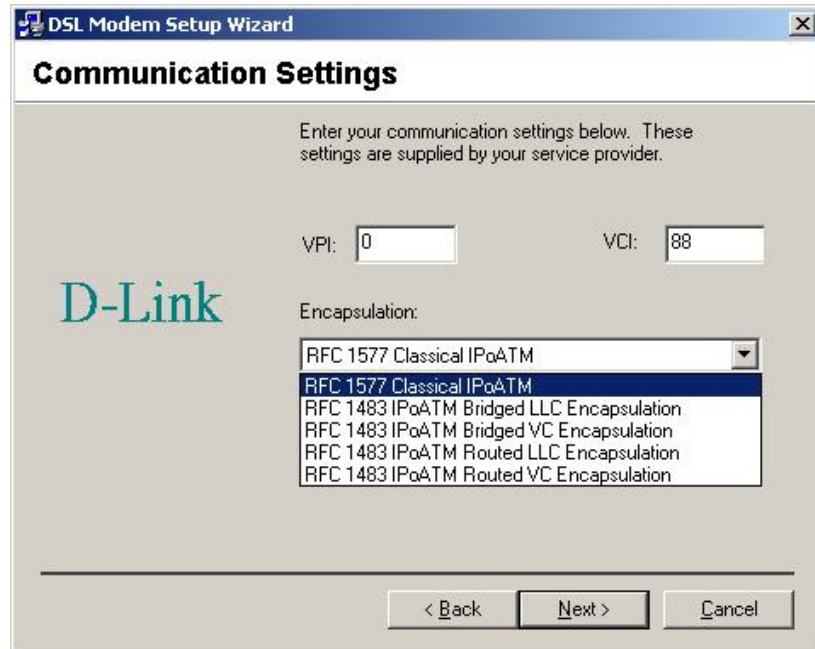 DSL Modem Setup Wizard
Communication Settings
Enter your communication settings below. These
settings are supplied by your service provider.
VPI: 0 VCI: 88
D-Link
Encapsulation:
RFC 1577 Classical IPoATM
RFC 1577 Classical IPoATM
RFC 1483 IPoATM Bridged LLC Encapsulation
RFC 1483 IPoATM Bridged VC Encapsulation
RFC 1483 IPoATM Routed LLC Encapsulation
RFC 1483 IPoATM Routed VC Encapsulation
< Back Next > Cancel